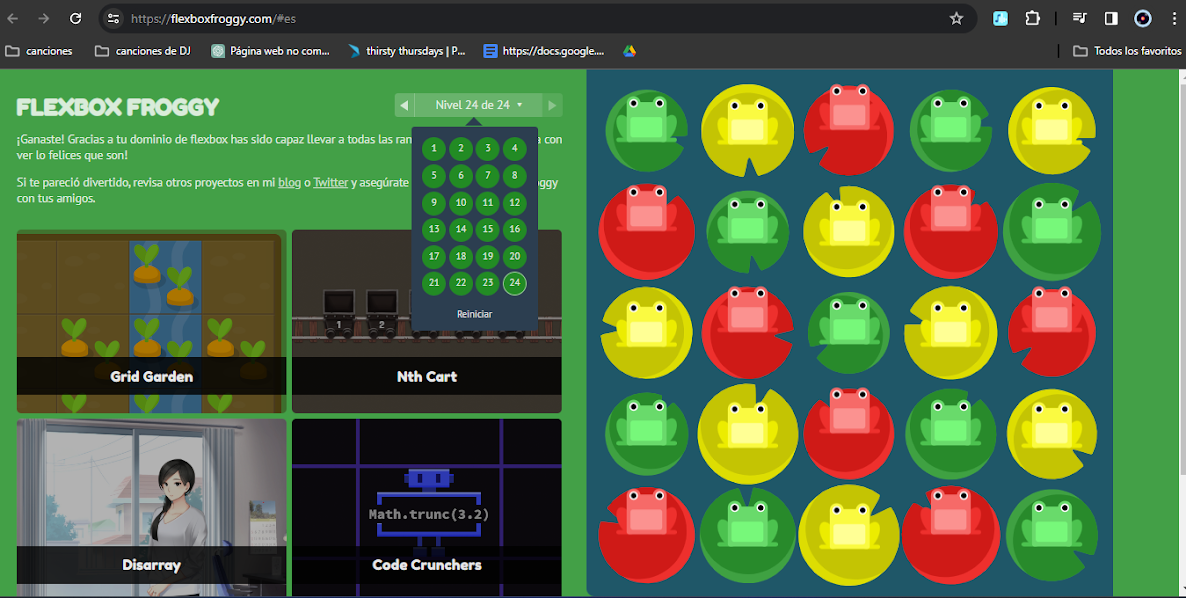 https://flexboxfroggy.com/#es
canciones
canciones de DJ
Página web no com...
thirsty thursdays | P...
https://docs.google....
Todos los favoritos
FLEXBOX FROGGY
Nivel 24 de 24
¡Ganaste! Gracias a tu dominio de flexbox has sido capaz llevar a todas las ran
a con
ver lo felices que son!
Si te pareció divertido, revisa otros proyectos en mi blog o Twitter y asegúrate
oggy
con tus amigos.
1 2 3 4
5 6 7 8
9 10 11 12
13 14 15 16
17 18 19 20
21 22 23 24
Reiniciar
1 2
Grid Garden
Nth Cart
Math.trunc(3.2)
Disarray
Code Crunchers